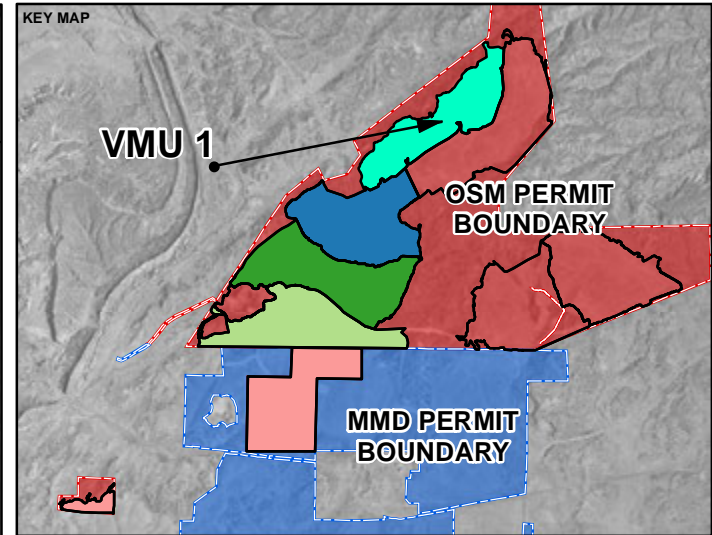 KEY MAP
VMU 1
OSM PERMIT
BOUNDARY
MMD PERMIT
BOUNDARY